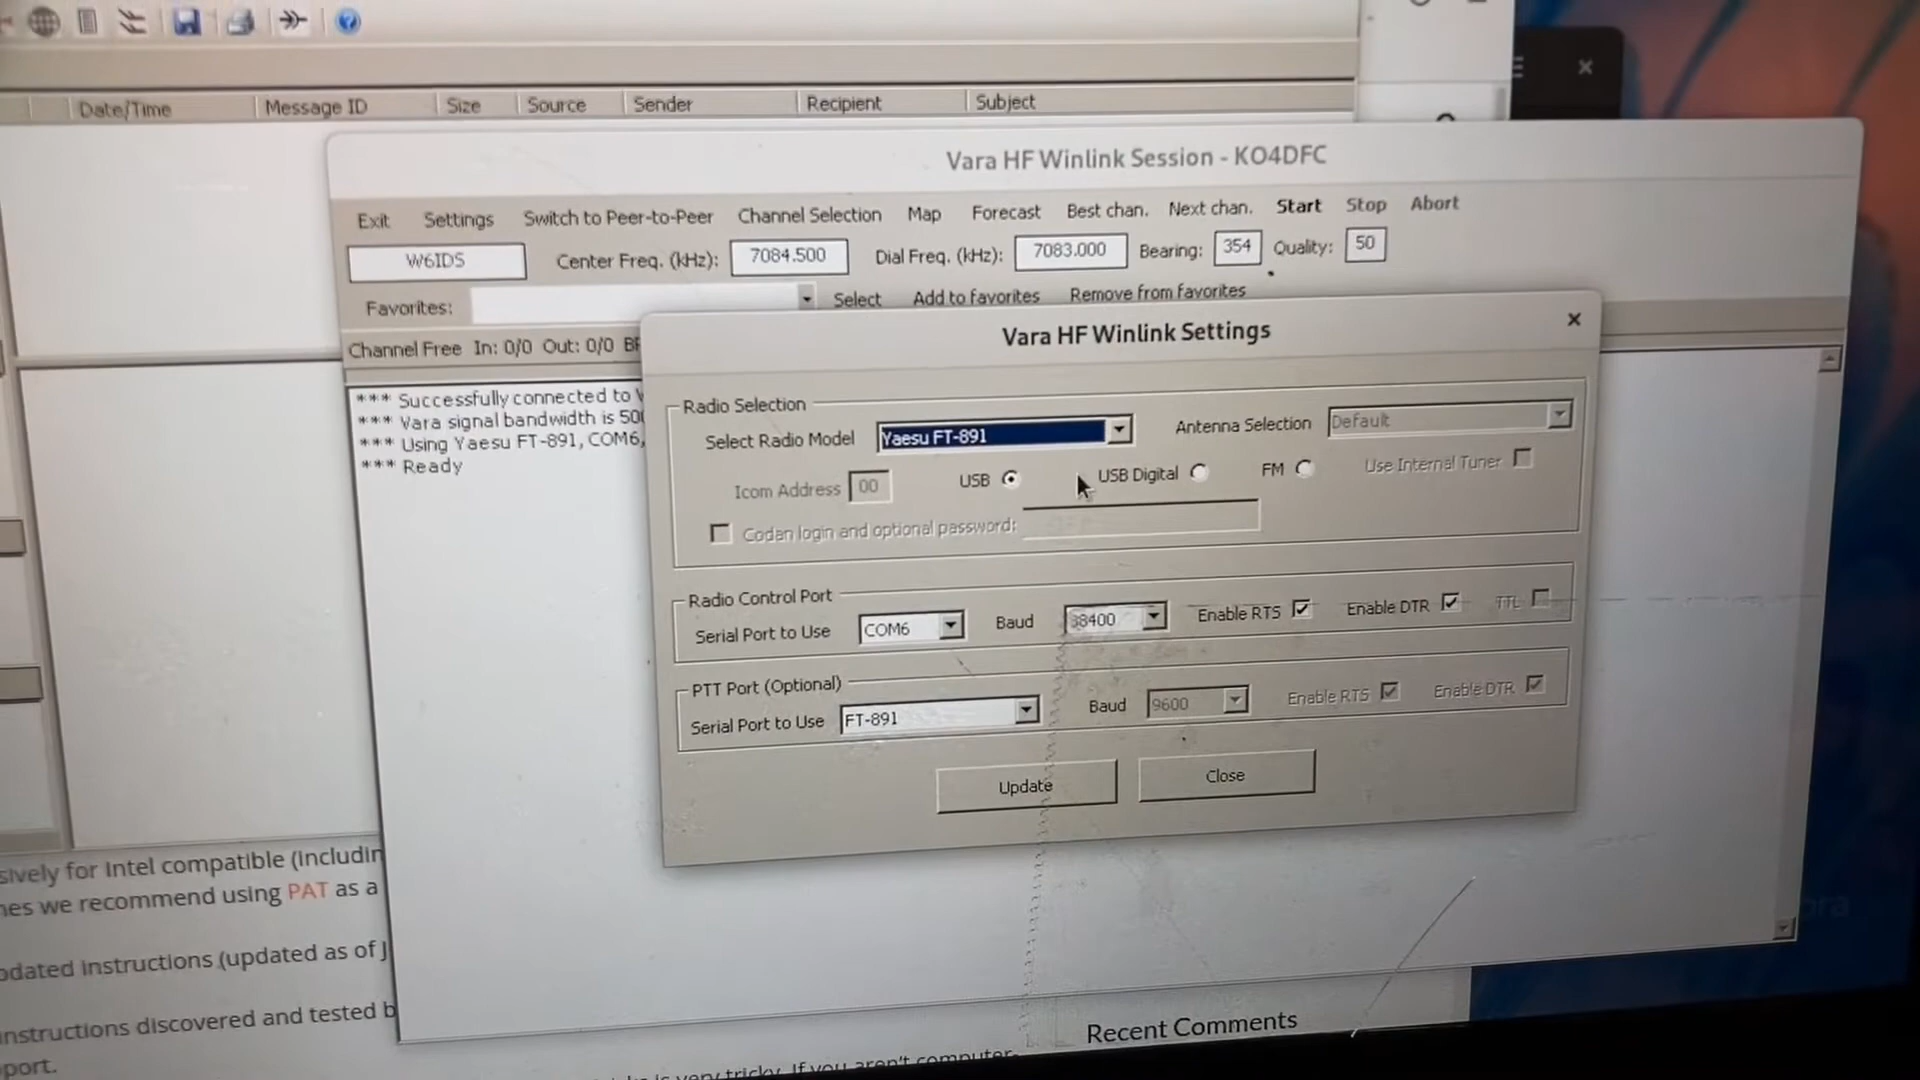 Date/Time Message ID Size Source Sender Recipient Subject
Vara HF Winlink Session - KO4DFC
Exit Settings Switch to Peer-to-Peer Channel Selection Map Forecast Best chan. Next chan. Start Stop Abort
W6IDS Center Freq. (kHz): 7084.500 Dial Freq. (kHz): 7083.000 Bearing: 354 Quality: 50
Favorites: Select Add to favorites Remove from favorites
Channel Free In: 0/0 Out: 0/0
*** Successfully connected to
*** Vara signal bandwidth is
*** Using Yaesu FT-891, COM6,
*** Ready
Vara HF Winlink Settings
Radio Selection
Select Radio Model Yaesu FT-891 Antenna Selection Default
Icom Address 00 USB USB Digital FM Use Internal Tuner
Codan login and optional password:
Radio Control Port
Serial Port to Use COM6 Baud 38400 Enable RTS Enable DTR TTL
PTT Port (Optional)
Serial Port to Use FT-891 Baud 9600 Enable RTS Enable DTR
Update Close
for Intel compatible
we recommend using PAT as a
instructions (updated as of
instructions discovered and tested
Recent Comments
is very tricky. If you aren't computer